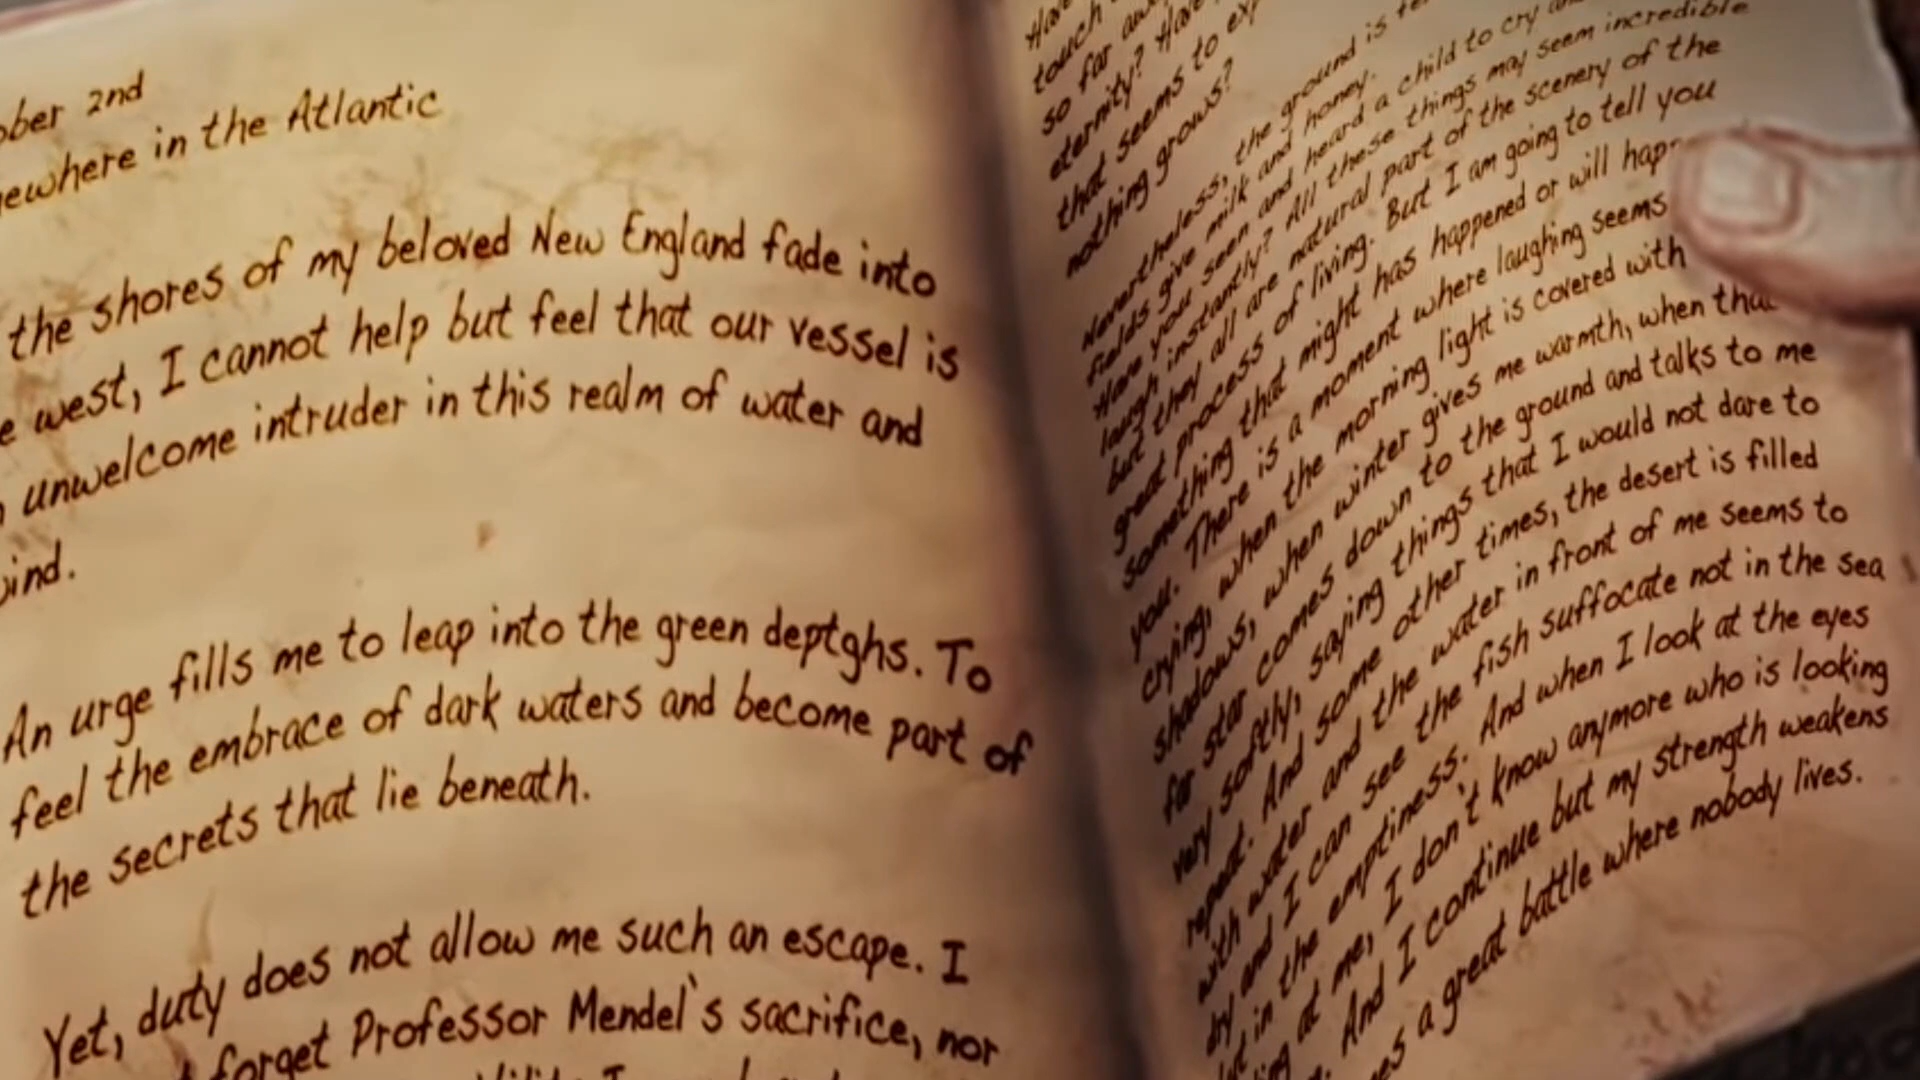 ober 2nd
ewhere in the Atlantic
the shores of my beloved New England fade into
e west, I cannot help but feel that our vessel is
unwelcome intruder in this realm of water and
ind.
An urge fills me to leap into the green deptghs. To
feel the embrace of dark waters and become part of
the secrets that lie beneath.
Yet, duty does not allow me such an escape. I
forget Professor Mendel`s sacrifice, nor
touch
so far
eternity? Have
that seems to
nothing grows?
Nevertheless, the ground is
fields give milk and honey.
Have you seen and heard a child to cry
laugh instantly? All these things may seem incredible
but they all are natural part of the scenery of the
great process of living. But I am going to tell you
something that might has happened or will
you. There is a moment where laughing seems
crying, when the morning light is covered with
shadows, when winter gives me warmth, when that
far star comes down to the ground and talks to me
very softly, saying things that I would not dare to
repeat. And some other times, the desert is filled
with water and the water in front of me seems to
dry and I can see the fish suffocate not in the sea
but in the emptiness. And when I look at the eyes
at me, I don't know anymore who is looking
And I continue but my strength weakens
a great battle where nobody lives.